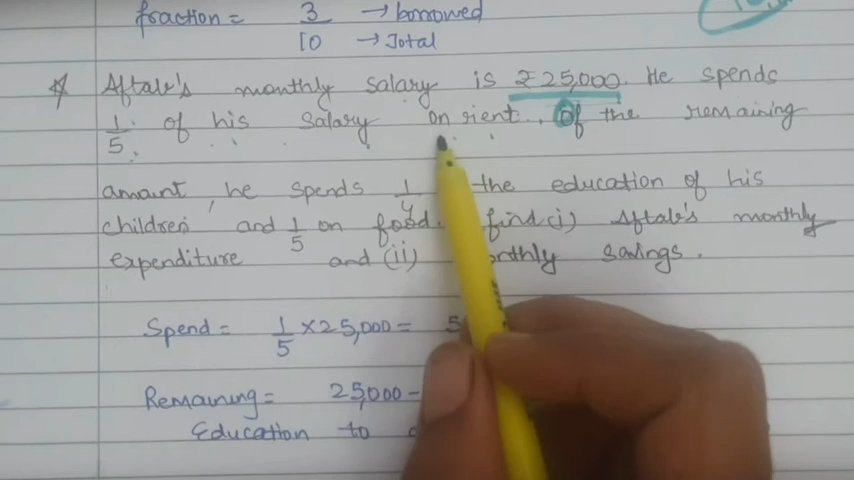 fraction = 3 → borrowed
10 → Total
☆ Aftab's monthly salary is ₹25,000. He spends
1/5 of his salary on rent. Of the remaining
amount, he spends 1/4 the education of his
children and 1/5 on food. find (i) Aftab's monthly
expenditure and (ii) onthly savings.
Spend = 1/5 × 25,000 = 5
Remaining = 25,000 -
Education to